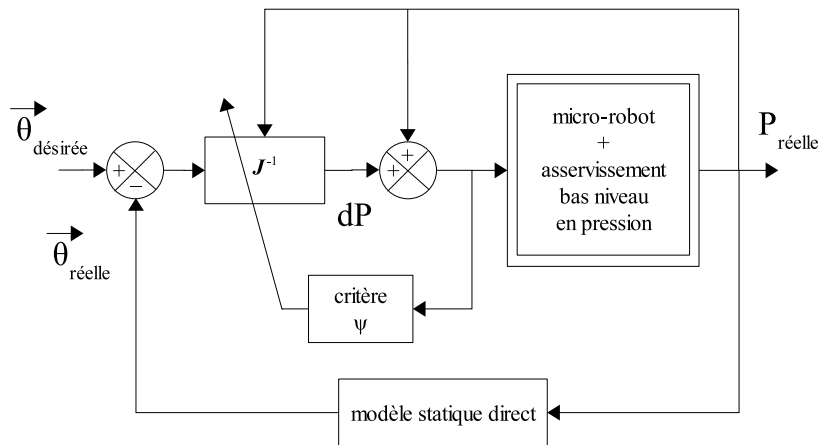 θ désirée
+
−
J⁻¹
dP
+
+
micro-robot
+
asservissement
bas niveau
en pression
P réelle
θ réelle
critère
ψ
modèle statique direct